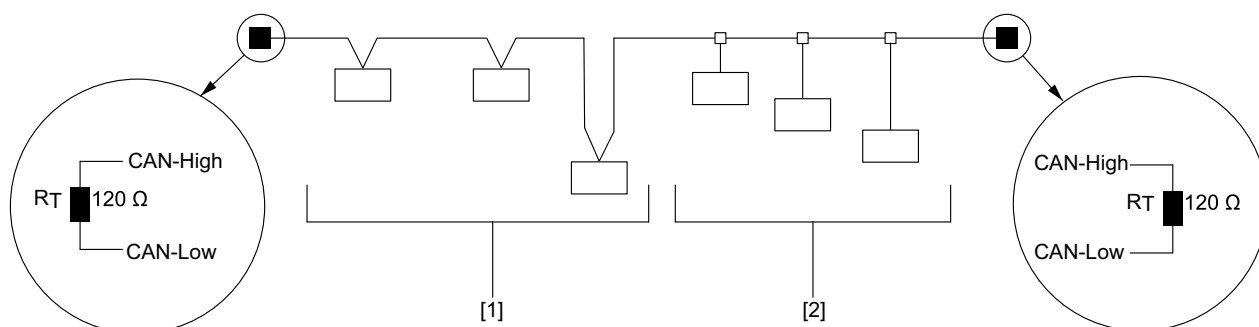 CAN-High
RT 120 Ω
CAN-Low
CAN-High
RT 120 Ω
CAN-Low
[1]
[2]